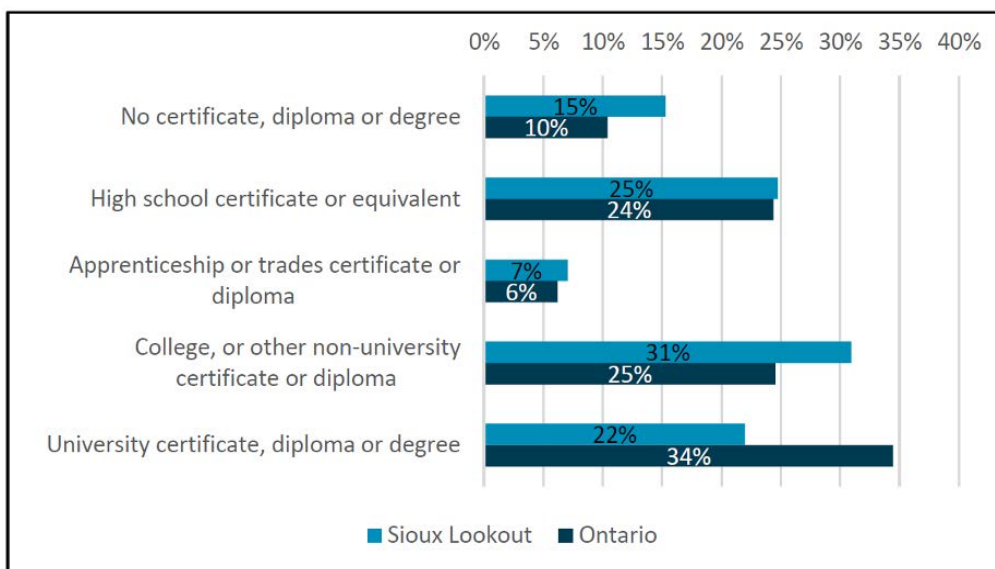 0% 5% 10% 15% 20% 25% 30% 35% 40%
No certificate, diploma or degree
15%
10%
High school certificate or equivalent
25%
24%
Apprenticeship or trades certificate or
diploma
7%
6%
College, or other non-university
certificate or diploma
31%
25%
University certificate, diploma or degree
22%
34%
Sioux Lookout Ontario